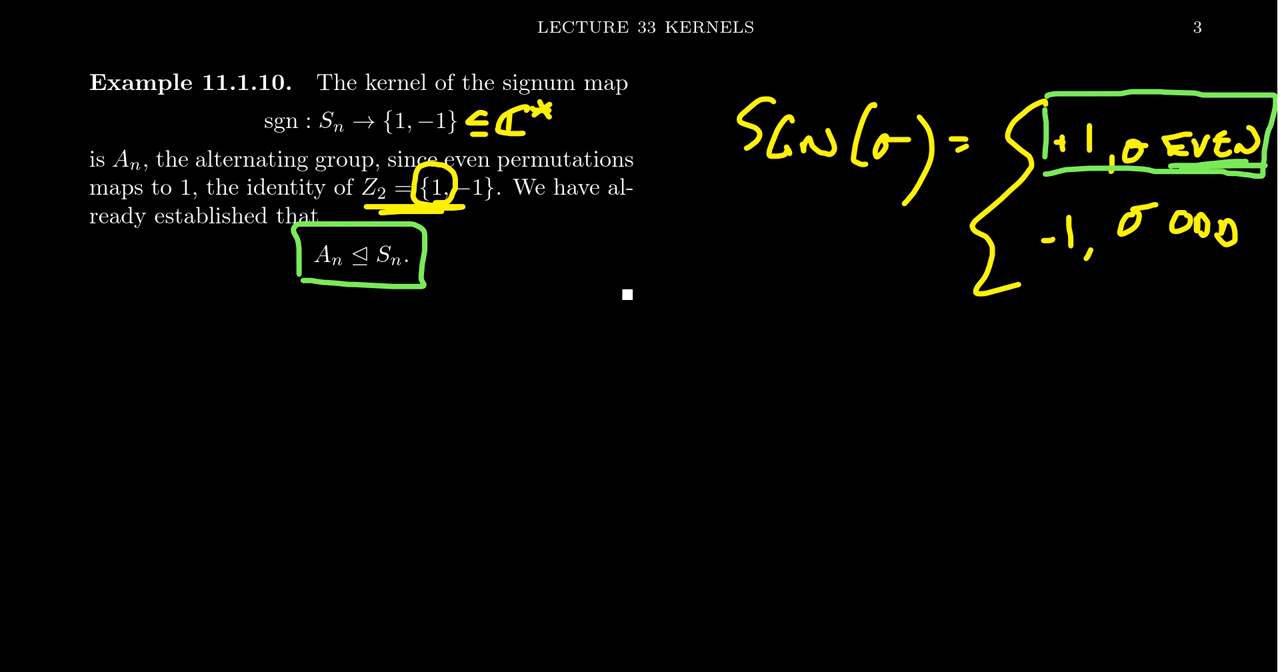 LECTURE 33 KERNELS 3
Example 11.1.10. The kernel of the signum map
sgn : Sₙ → {1, −1} ≤ ℂ*
is Aₙ, the alternating group, since even permutations
maps to 1, the identity of Z₂ = {1, −1}. We have al-
ready established that
Aₙ ⊴ Sₙ.
SGN(σ) = {
+1, σ EVEN
-1, σ ODD